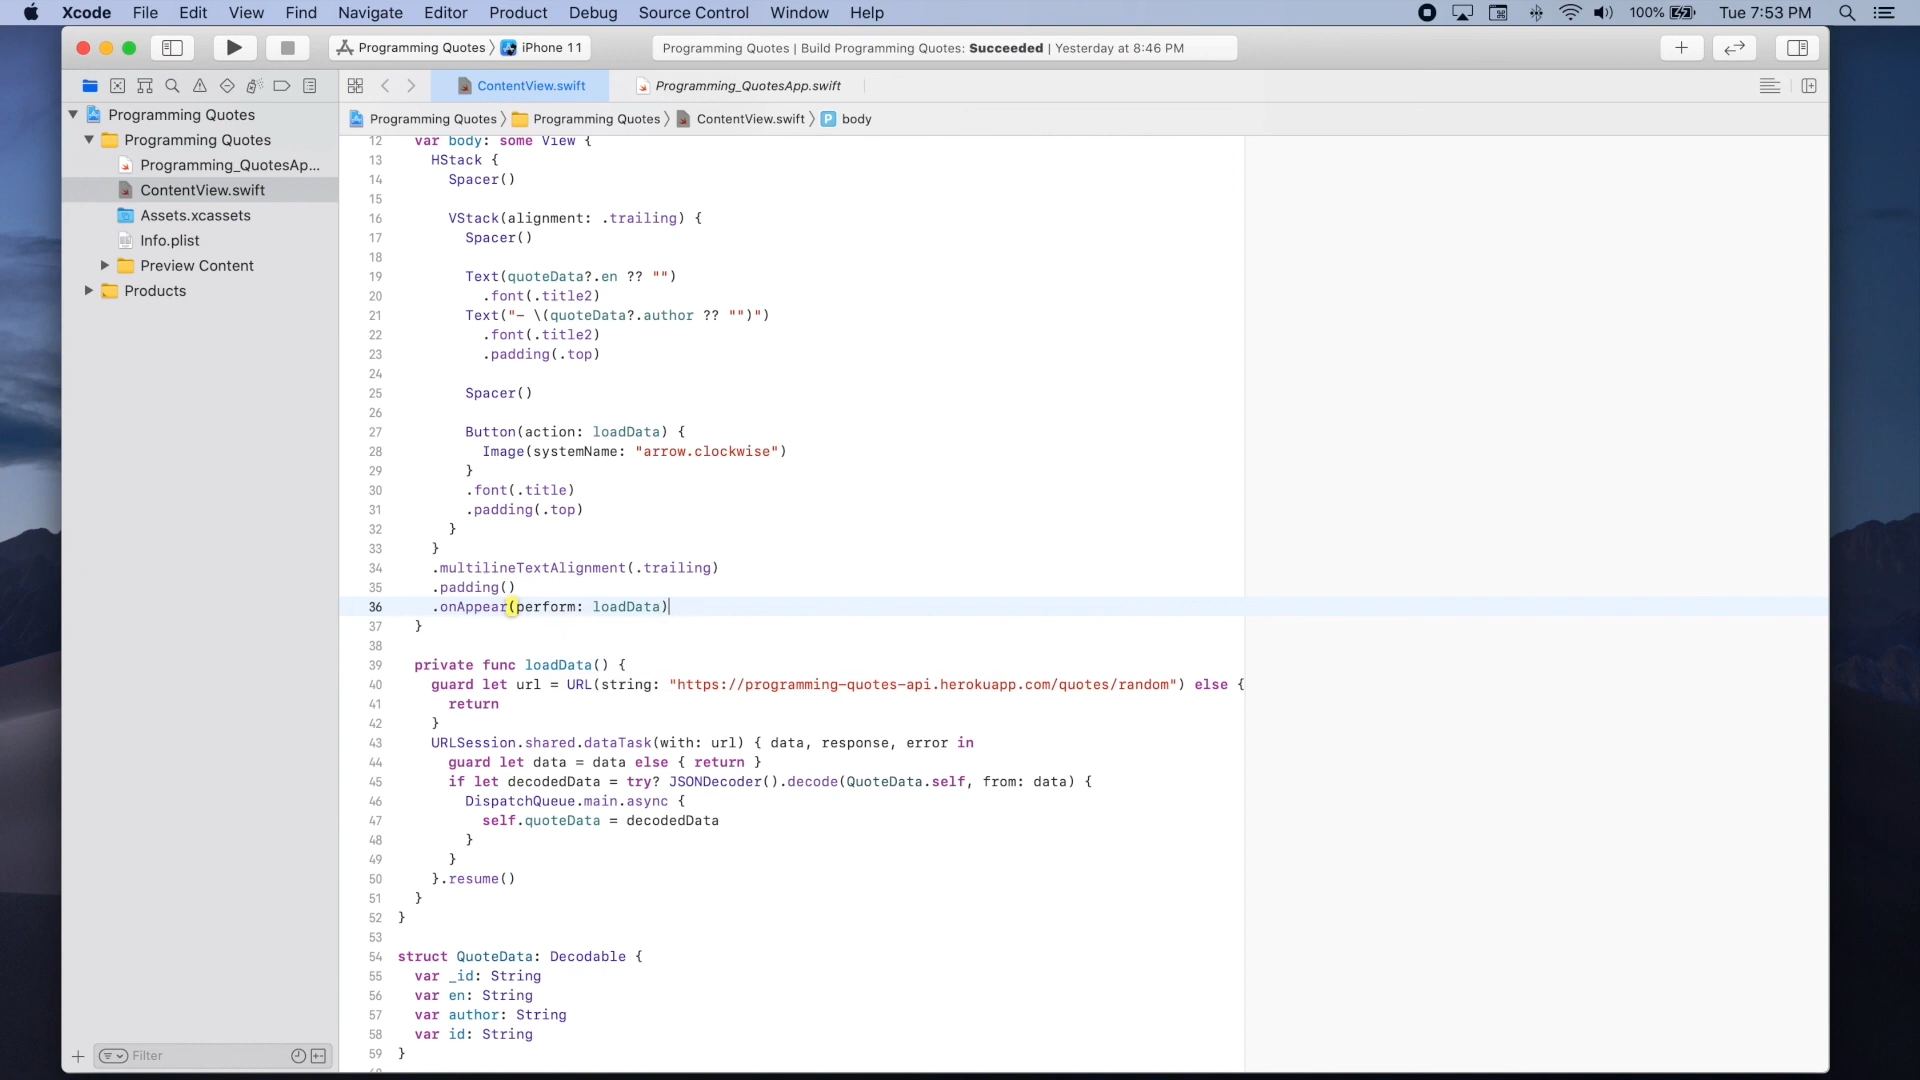 Xcode File Edit View Find Navigate Editor Product Debug Source Control Window Help 100% Tue 7:53 PM
Programming Quotes iPhone 11 Programming Quotes | Build Programming Quotes: Succeeded | Yesterday at 8:46 PM
ContentView.swift Programming_QuotesApp.swift
Programming Quotes Programming Quotes ContentView.swift P body
Programming Quotes
Programming Quotes
Programming_QuotesAp...
ContentView.swift
Assets.xcassets
Info.plist
Preview Content
Products
Filter
12 var body: some View {
13 HStack {
14 Spacer()
15
16 VStack(alignment: .trailing) {
17 Spacer()
18
19 Text(quoteData?.en ?? "")
20 .font(.title2)
21 Text("– \(quoteData?.author ?? "")")
22 .font(.title2)
23 .padding(.top)
24
25 Spacer()
26
27 Button(action: loadData) {
28 Image(systemName: "arrow.clockwise")
29 }
30 .font(.title)
31 .padding(.top)
32 }
33 }
34 .multilineTextAlignment(.trailing)
35 .padding()
36 .onAppear(perform: loadData)
37 }
38
39 private func loadData() {
40 guard let url = URL(string: "https://programming-quotes-api.herokuapp.com/quotes/random") else {
41 return
42 }
43 URLSession.shared.dataTask(with: url) { data, response, error in
44 guard let data = data else { return }
45 if let decodedData = try? JSONDecoder().decode(QuoteData.self, from: data) {
46 DispatchQueue.main.async {
47 self.quoteData = decodedData
48 }
49 }
50 }.resume()
51 }
52 }
53
54 struct QuoteData: Decodable {
55 var _id: String
56 var en: String
57 var author: String
58 var id: String
59 }